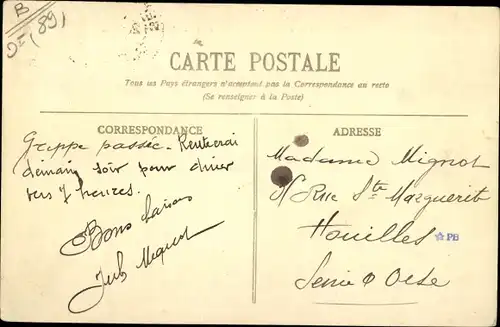 B
(89)
CARTE POSTALE
Tous les Pays étrangers n'acceptent pas la Correspondance au recto
(Se renseigner à la Poste)
CORRESPONDANCE
Grippe passée. Rentrerai
demain soir pour dîner
vers 7 heures.
Bons baisers
Mignot
ADRESSE
Madame Mignot
Rue Ste Marguerite
Houilles
PB
Seine & Oise